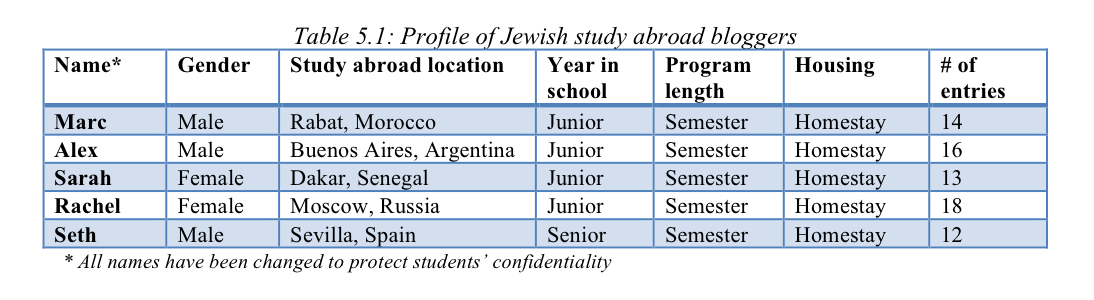 Table 5.1: Profile of Jewish study abroad bloggers
Name* Gender Study abroad location Year in school Program length Housing # of entries
Marc Male Rabat, Morocco Junior Semester Homestay 14
Alex Male Buenos Aires, Argentina Junior Semester Homestay 16
Sarah Female Dakar, Senegal Junior Semester Homestay 13
Rachel Female Moscow, Russia Junior Semester Homestay 18
Seth Male Sevilla, Spain Senior Semester Homestay 12
* All names have been changed to protect students’ confidentiality